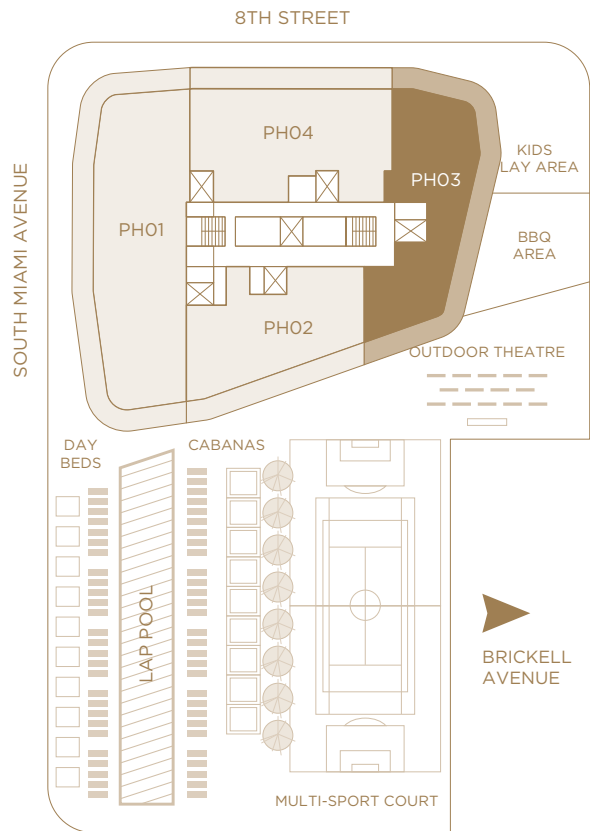 8TH STREET
SOUTH MIAMI AVENUE
PH04
PH03
KIDS
LAY AREA
PH01
BBQ
AREA
PH02
OUTDOOR THEATRE
DAY
BEDS
CABANAS
LAP POOL
BRICKELL
AVENUE
MULTI-SPORT COURT